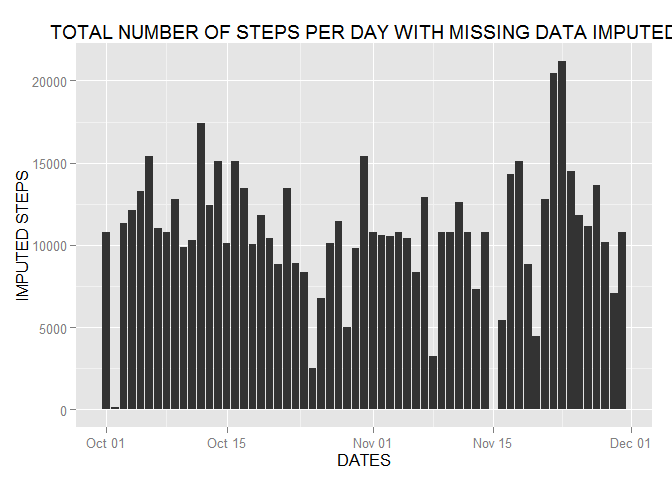 TOTAL NUMBER OF STEPS PER DAY WITH MISSING DATA IMPUTED
20000
15000
10000
5000
0
IMPUTED STEPS
Oct 01 Oct 15 Nov 01 Nov 15 Dec 01
DATES